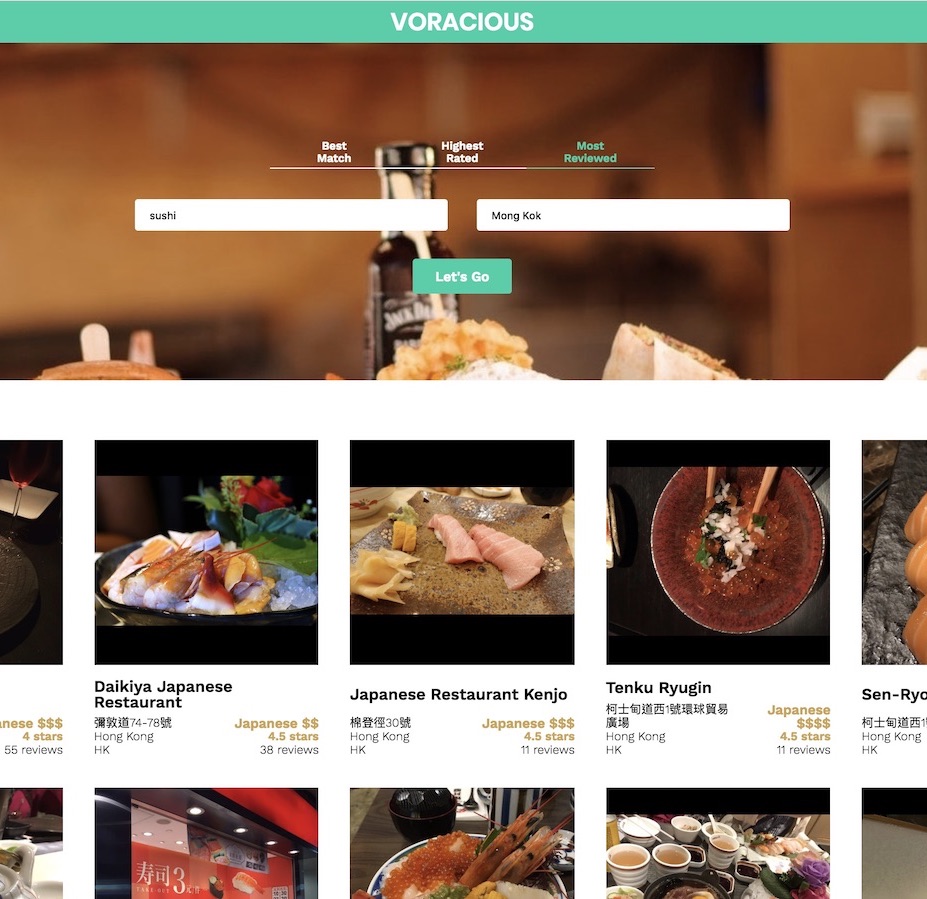 VORACIOUS
Best
Match
Highest
Rated
Most
Reviewed
sushi
Mong Kok
Let's Go
JACK DA
anese $$$
4 stars
55 reviews
Daikiya Japanese
Restaurant
彌敦道74-78號
Hong Kong
HK
Japanese $$
4.5 stars
38 reviews
Japanese Restaurant Kenjo
棉登徑30號
Hong Kong
HK
Japanese $$$
4.5 stars
11 reviews
Tenku Ryugin
柯士甸道西1號環球貿易
廣場
Hong Kong
HK
Japanese
$$$$
4.5 stars
11 reviews
Sen-Ryo
柯士甸道西1
Hong Kong
HK
寿司3
TAKE-OUT